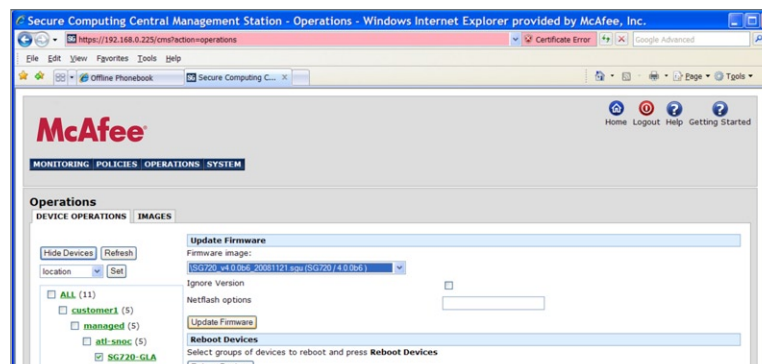 Secure Computing Central Management Station - Operations - Windows Internet Explorer provided by McAfee, Inc.
https://192.168.0.225/cms?action=operations
Certificate Error
Google Advanced
File Edit View Favorites Tools Help
Offline Phonebook
Secure Computing C...
Page
Tools
McAfee
Home Logout Help Getting Started
MONITORING POLICIES OPERATIONS SYSTEM
Operations
DEVICE OPERATIONS IMAGES
Hide Devices Refresh
location Set
ALL (11)
customer1 (5)
managed (5)
atl-snoc (5)
SG720-GLA
Update Firmware
Firmware image:
\SG720_v4.0.0b6_20081121.sgu (SG720 / 4.0.0b6 )
Ignore Version
Netflash options
Update Firmware
Reboot Devices
Select groups of devices to reboot and press Reboot Devices